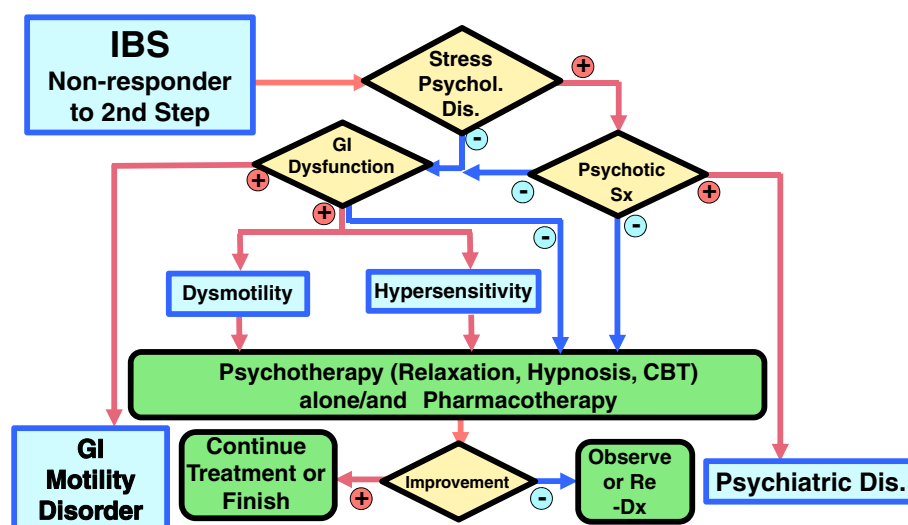 IBS
Non-responder
to 2nd Step
Stress
Psychol.
Dis.
+
-
GI
Dysfunction
+
+
-
Psychotic
Sx
-
+
-
Dysmotility
Hypersensitivity
Psychotherapy (Relaxation, Hypnosis, CBT)
alone/and Pharmacotherapy
GI
Motility
Disorder
Continue
Treatment or
Finish
+
Improvement
-
Observe
or Re
-Dx
Psychiatric Dis.